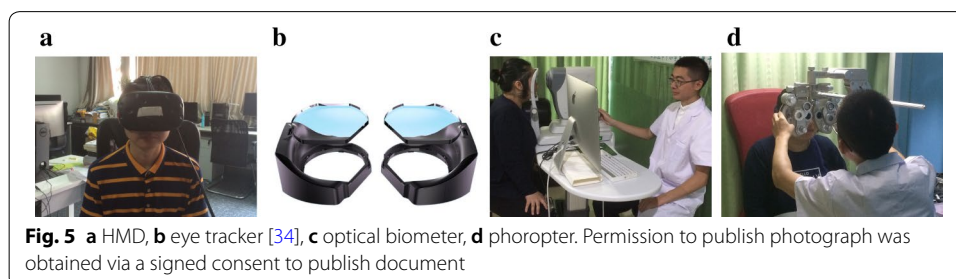 a b c d
Fig. 5 a HMD, b eye tracker [34], c optical biometer, d phoropter. Permission to publish photograph was
obtained via a signed consent to publish document